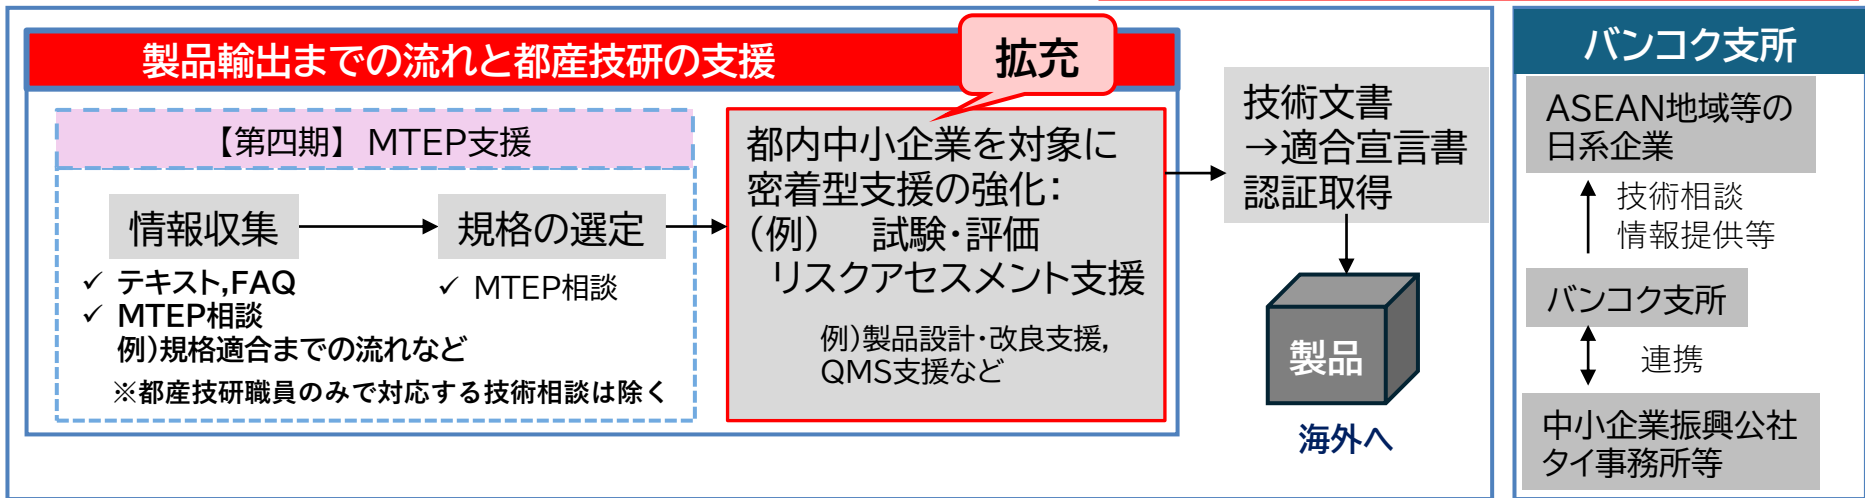 製品輸出までの流れと都産技研の支援
拡充
【第四期】MTEP支援
情報収集
規格の選定
✓ テキスト,FAQ
✓ MTEP相談
例)規格適合までの流れなど
※都産技研職員のみで対応する技術相談は除く
✓ MTEP相談
都内中小企業を対象に
密着型支援の強化:
(例) 試験・評価
リスクアセスメント支援
例)製品設計・改良支援,
QMS支援など
技術文書
→適合宣言書
認証取得
製品
海外へ
バンコク支所
ASEAN地域等の
日系企業
技術相談
情報提供等
バンコク支所
連携
中小企業振興公社
タイ事務所等